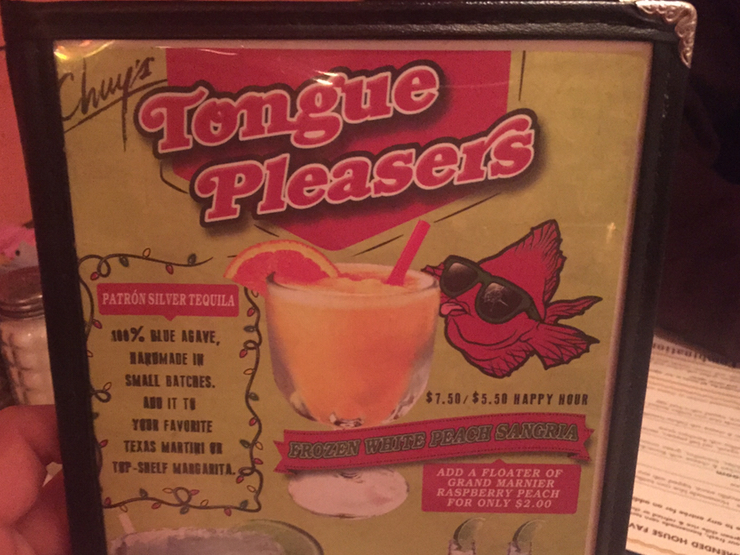 Chuy's
Tongue
Pleasers
PATRÓN SILVER TEQUILA
100% BLUE AGAVE,
HANDMADE IN
SMALL BATCHES.
ADD IT TO
YOUR FAVORITE
TEXAS MARTINI OR
TOP-SHELF MARGARITA.
$7.50/$5.50 HAPPY HOUR
FROZEN WHITE PEACH SANGRIA
ADD A FLOATER OF
GRAND MARNIER
RASPBERRY PEACH
FOR ONLY $2.00